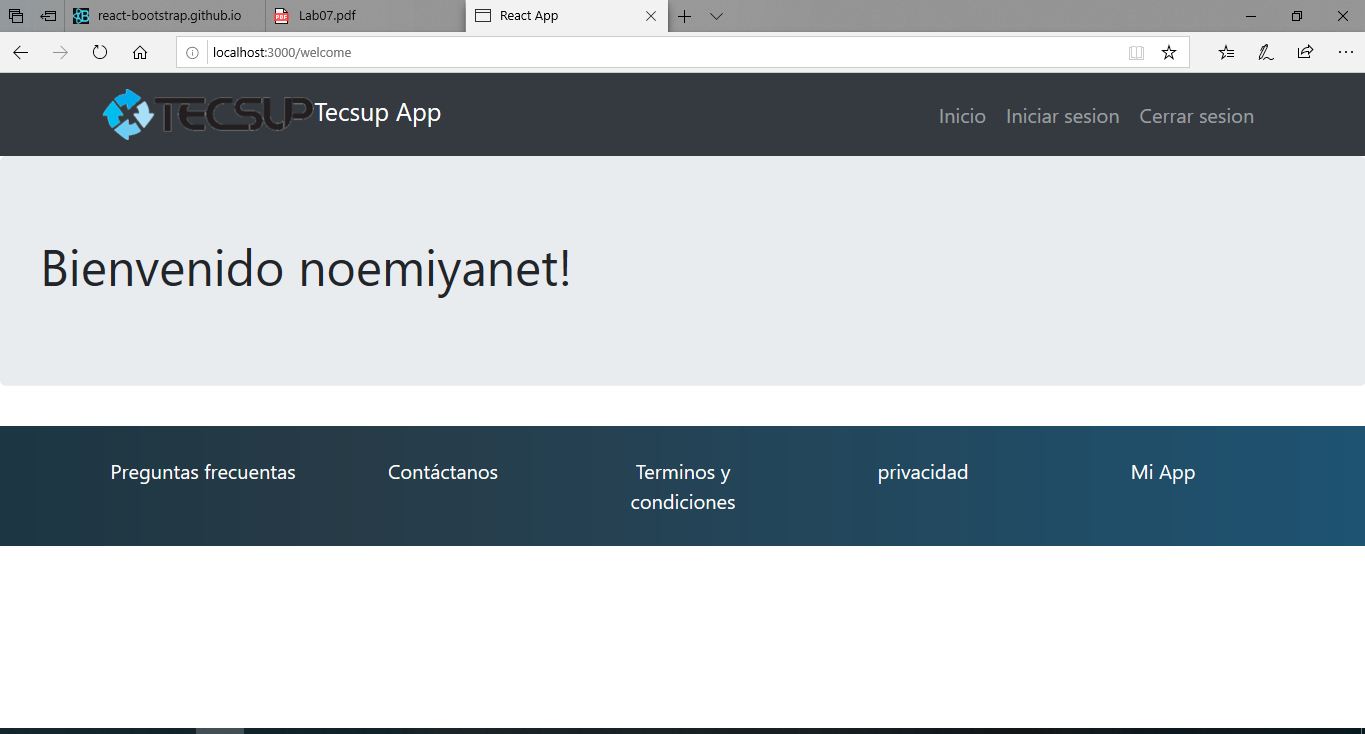 react-bootstrap.github.io
PDF
Lab07.pdf
React App
localhost:3000/welcome
TECSUP Tecsup App
Inicio
Iniciar sesion
Cerrar sesion
Bienvenido noemiyanet!
Preguntas frecuentas
Contáctanos
Terminos y
condiciones
privacidad
Mi App